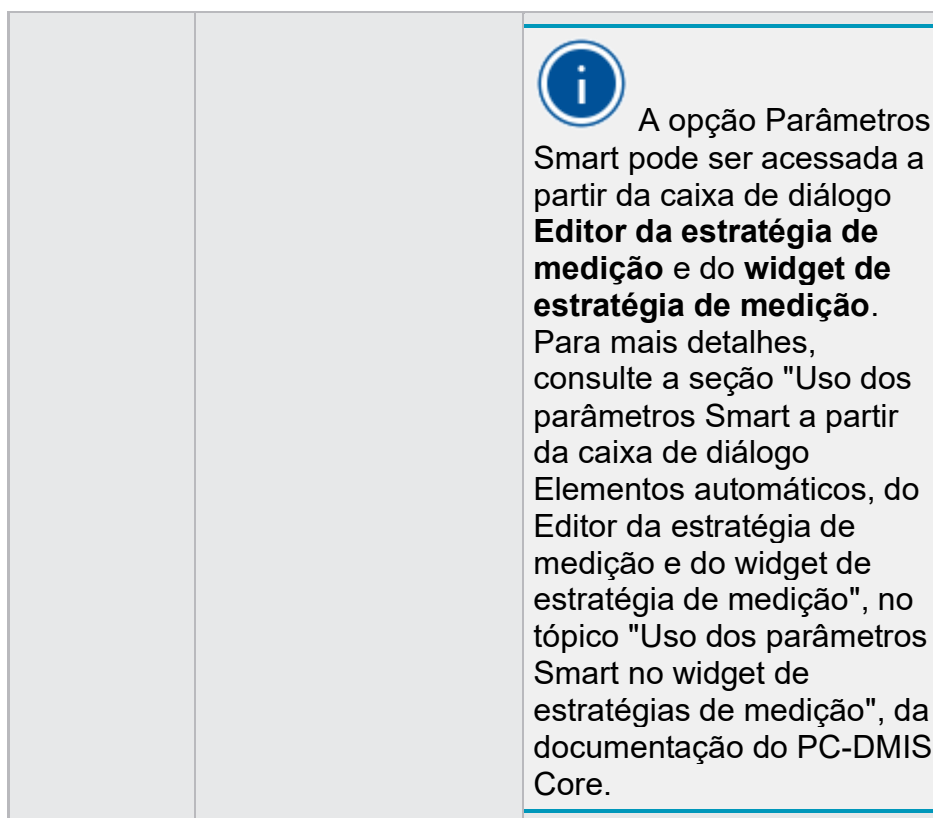 i
A opção Parâmetros
Smart pode ser acessada a
partir da caixa de diálogo
Editor da estratégia de
medição e do widget de
estratégia de medição.
Para mais detalhes,
consulte a seção "Uso dos
parâmetros Smart a partir
da caixa de diálogo
Elementos automáticos, do
Editor da estratégia de
medição e do widget de
estratégia de medição", no
tópico "Uso dos parâmetros
Smart no widget de
estratégias de medição", da
documentação do PC-DMIS
Core.